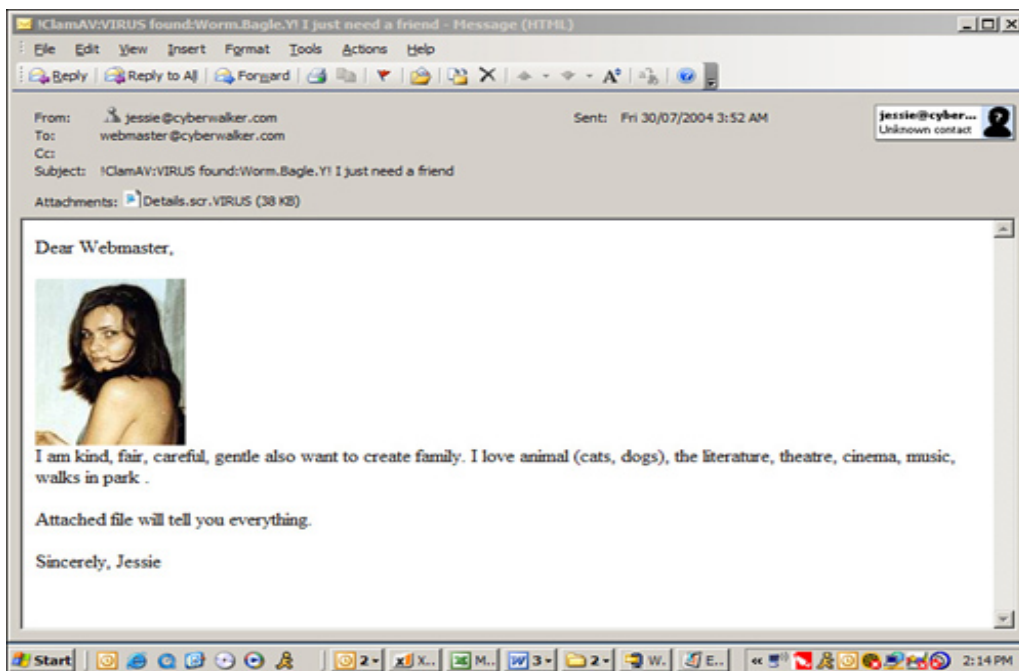 !ClamAV:VIRUS found:Worm.Bagle.Y! I just need a friend - Message (HTML)
File Edit View Insert Format Tools Actions Help
Reply Reply to All Forward
From: jessie@cyberwalker.com Sent: Fri 30/07/2004 3:52 AM
To: webmaster@cyberwalker.com
Cc:
Subject: !ClamAV:VIRUS found:Worm.Bagle.Y! I just need a friend
jessie@cyber...
Unknown contact
Attachments: Details.scr.VIRUS (38 KB)
Dear Webmaster,
I am kind, fair, careful, gentle also want to create family. I love animal (cats, dogs), the literature, theatre, cinema, music,
walks in park .
Attached file will tell you everything.
Sincerely, Jessie
Start 2 X.. M.. 3 2 W. E.. 2:14 PM